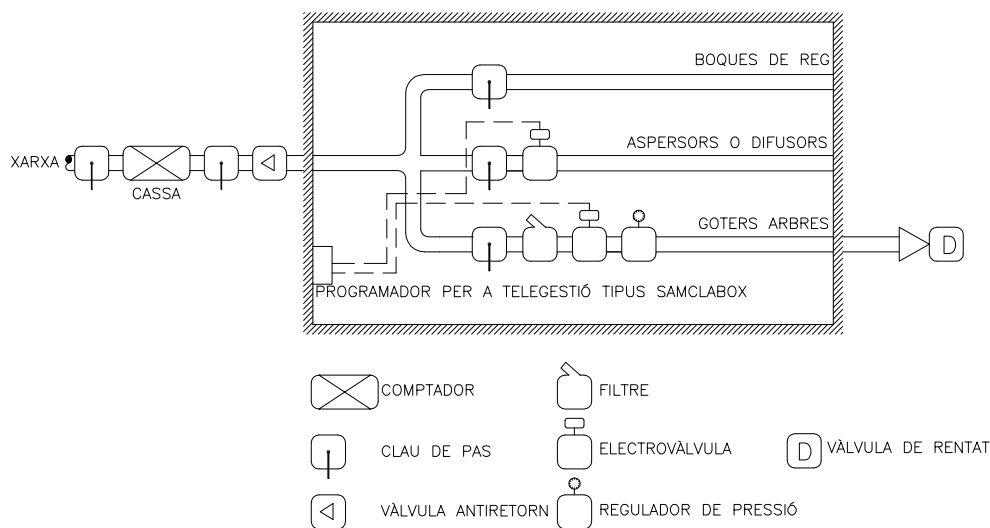 BOQUES DE REG
ASPERSORS O DIFUSORS
XARXA
CASSA
GOTERS ARBRES
D
PROGRAMADOR PER A TELEGESTIÓ TIPUS SAMCLABOX
COMPTADOR
FILTRE
CLAU DE PAS
ELECTROVÀLVULA
D VÀLVULA DE RENTAT
VÀLVULA ANTIRETORN
REGULADOR DE PRESSIÓ